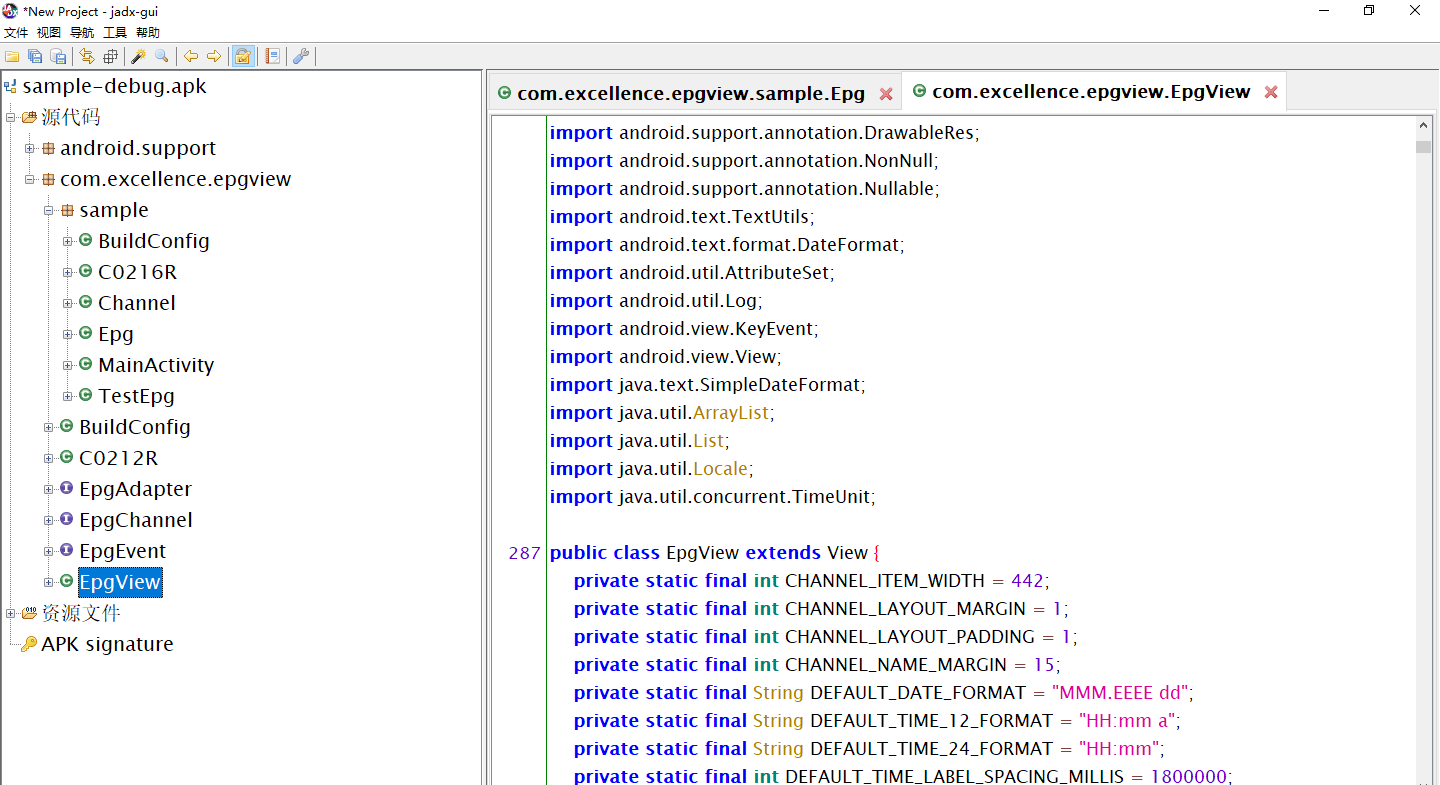 *New Project - jadx-gui
文件 视图 导航 工具 帮助
sample-debug.apk
源代码
android.support
com.excellence.epgview
sample
BuildConfig
C0216R
Channel
Epg
MainActivity
TestEpg
BuildConfig
C0212R
EpgAdapter
EpgChannel
EpgEvent
EpgView
资源文件
APK signature
com.excellence.epgview.sample.Epg com.excellence.epgview.EpgView
import android.support.annotation.DrawableRes;
import android.support.annotation.NonNull;
import android.support.annotation.Nullable;
import android.text.TextUtils;
import android.text.format.DateFormat;
import android.util.AttributeSet;
import android.util.Log;
import android.view.KeyEvent;
import android.view.View;
import java.text.SimpleDateFormat;
import java.util.ArrayList;
import java.util.List;
import java.util.Locale;
import java.util.concurrent.TimeUnit;
287 public class EpgView extends View {
private static final int CHANNEL_ITEM_WIDTH = 442;
private static final int CHANNEL_LAYOUT_MARGIN = 1;
private static final int CHANNEL_LAYOUT_PADDING = 1;
private static final int CHANNEL_NAME_MARGIN = 15;
private static final String DEFAULT_DATE_FORMAT = "MMM.EEEE dd";
private static final String DEFAULT_TIME_12_FORMAT = "HH:mm a";
private static final String DEFAULT_TIME_24_FORMAT = "HH:mm";
private static final int DEFAULT_TIME_LABEL_SPACING_MILLIS = 1800000;